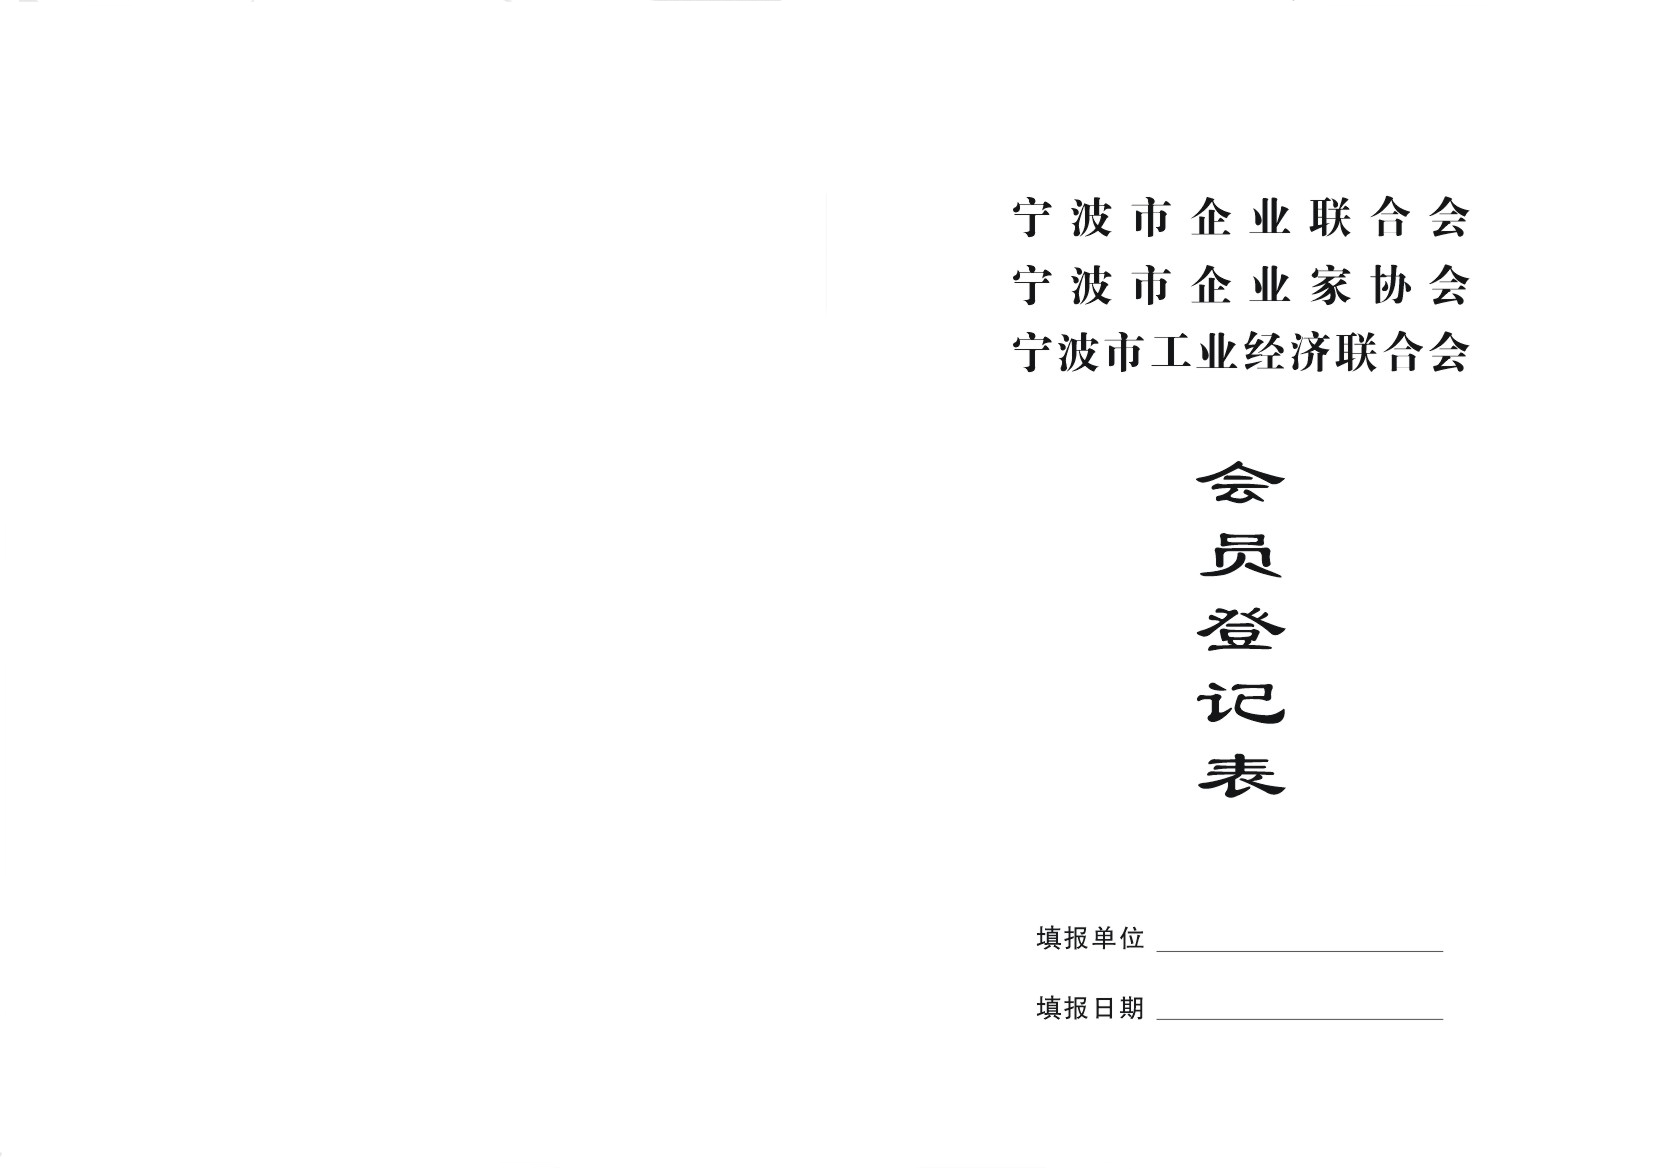 宁波市企业联合会
宁波市企业家协会
宁波市工业经济联合会
会员登记表
填报单位
填报日期